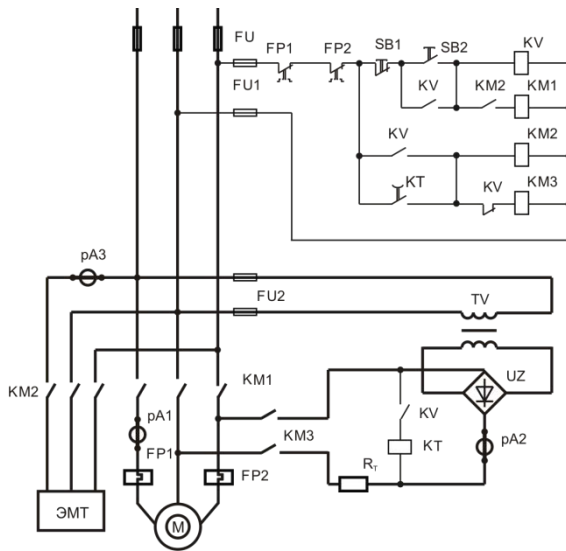 FU
FP1 FP2 SB1 SB2 KV
FU1 KV KM2 KM1
KV KM2
KT KV KM3
pA3
FU2 TV
KM2 KM1 UZ
pA1 KV
KM3 pA2
FP1 FP2 Rт KT
ЭМТ M